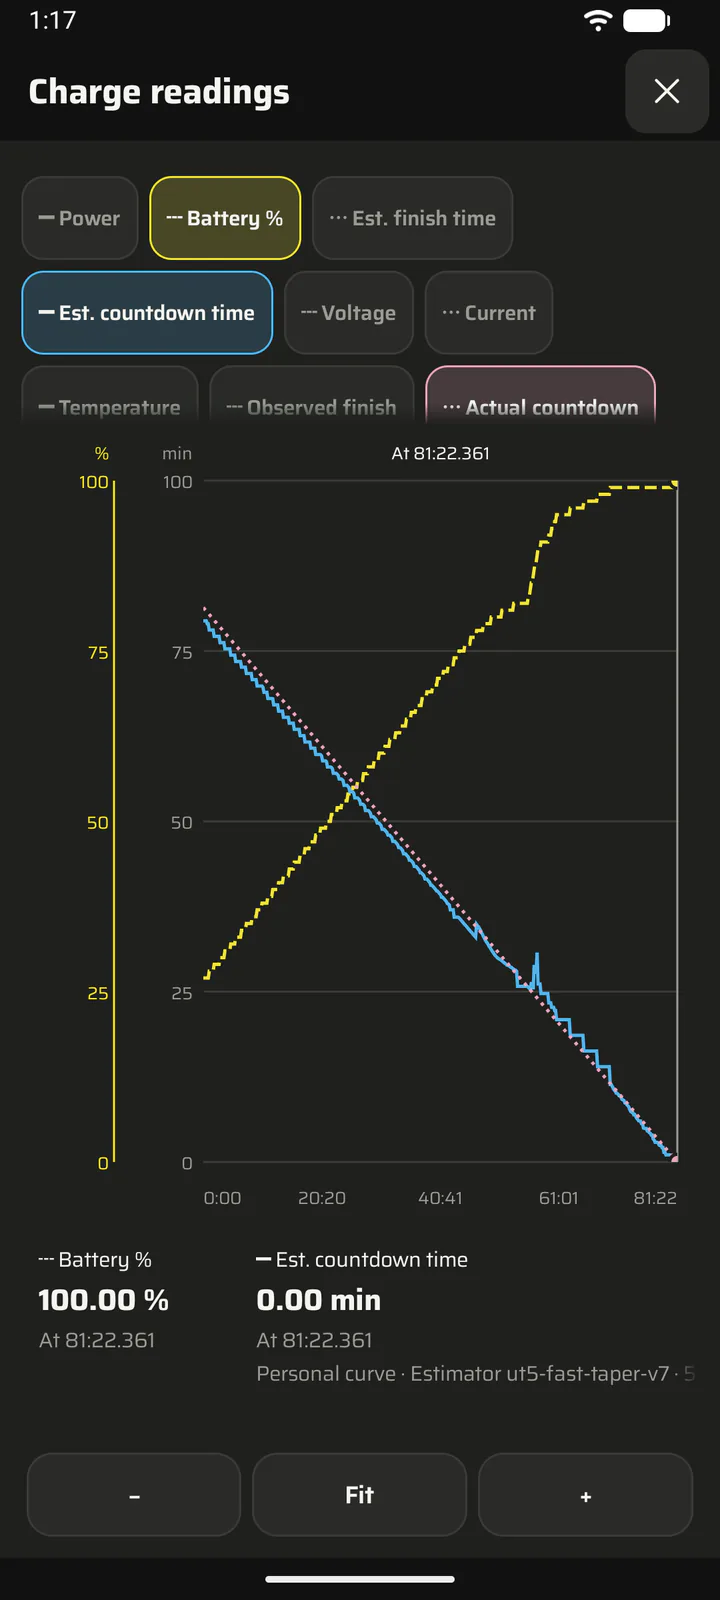 1:17
Charge readings
Power
Battery %
Est. finish time
Est. countdown time
Voltage
Current
Temperature
Observed finish
Actual countdown
% min At 81:22.361
100 100
75 75
50 50
25 25
0 0
0:00 20:20 40:41 61:01 81:22
Battery % Est. countdown time
100.00 % 0.00 min
At 81:22.361 At 81:22.361
Personal curve · Estimator ut5-fast-taper-v7 · 5
– Fit +